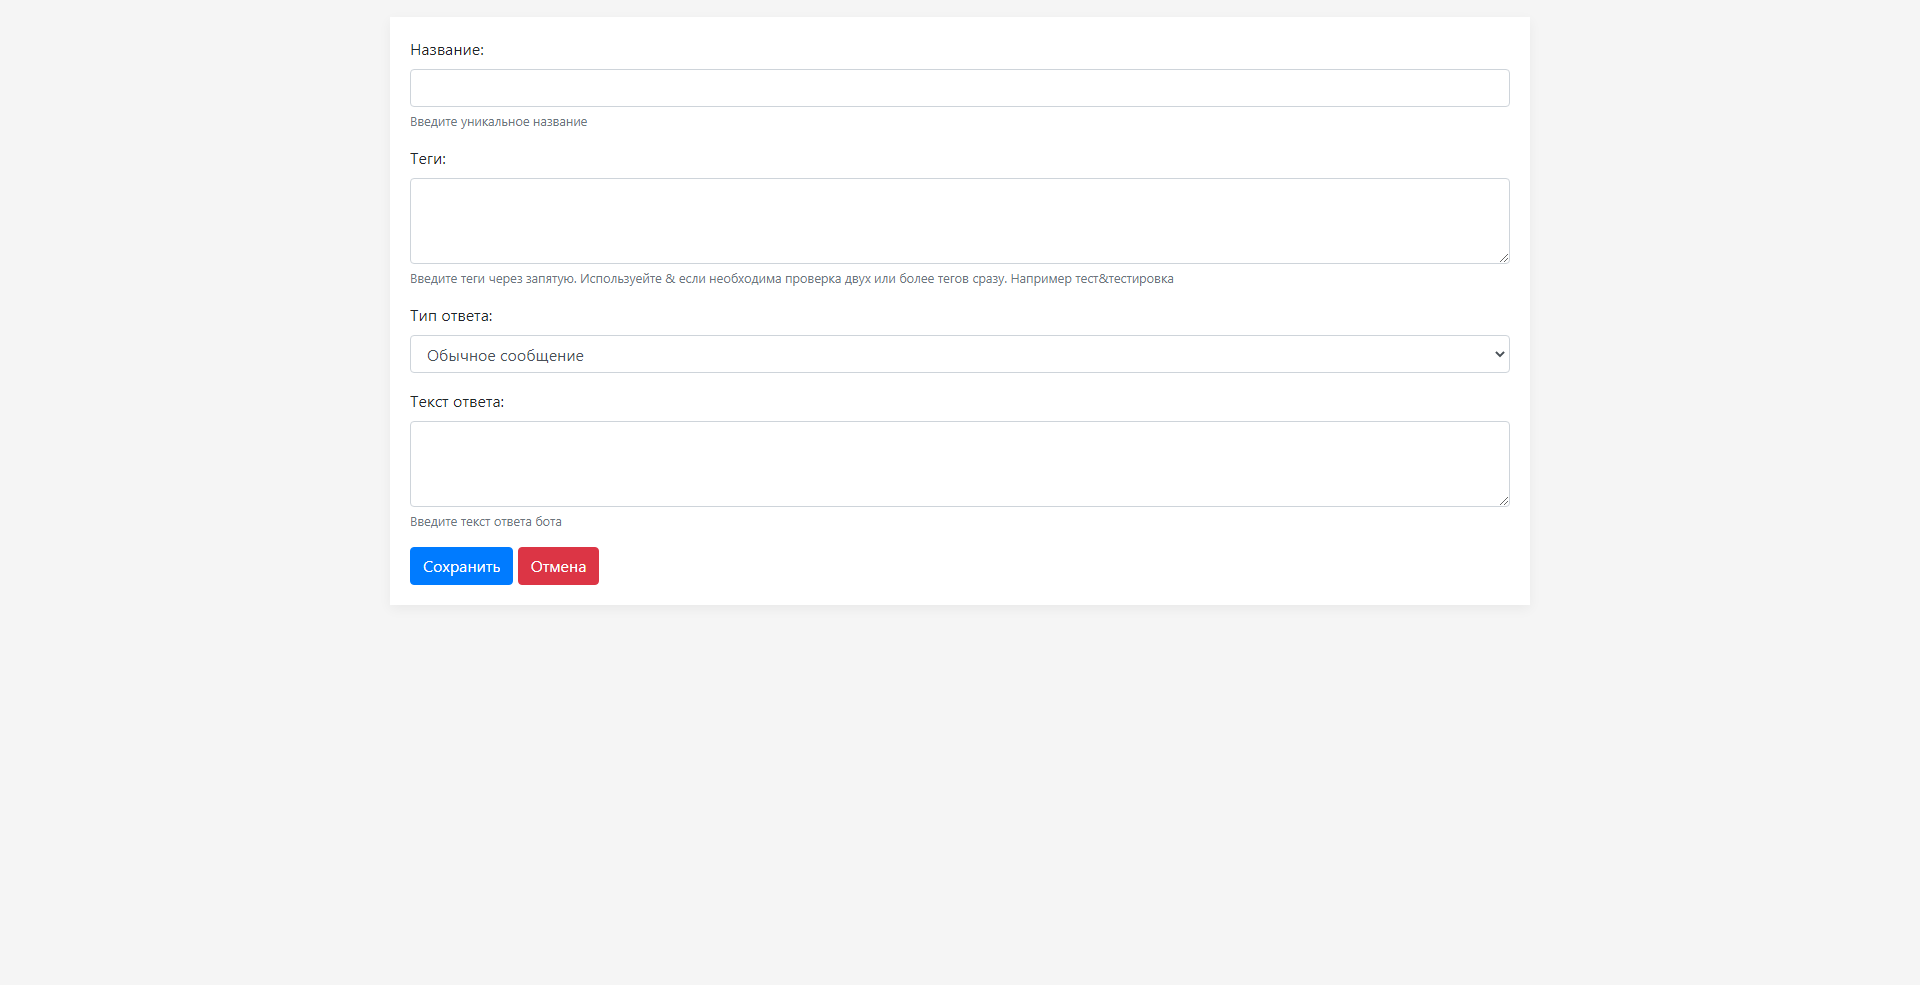 Название:
Введите уникальное название
Теги:
Введите теги через запятую. Используейте & если необходима проверка двух или более тегов сразу. Например тест&тестировка
Тип ответа:
Обычное сообщение
Текст ответа:
Введите текст ответа бота
Сохранить Отмена